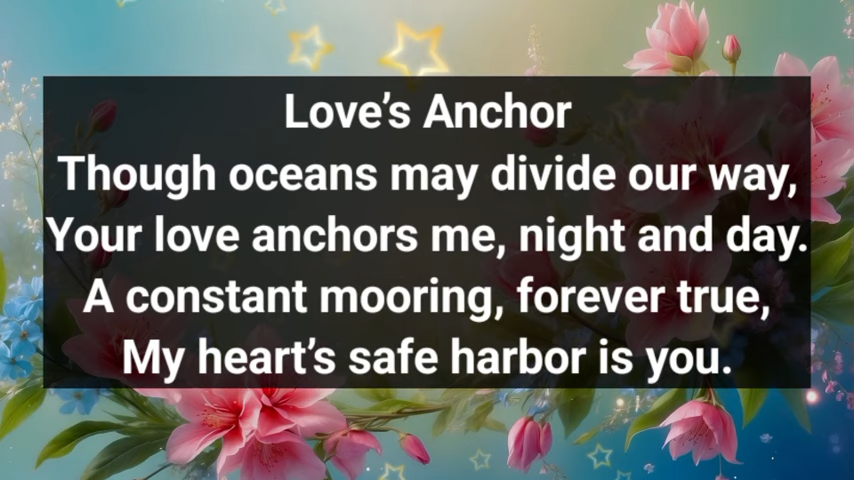 Love’s Anchor
Though oceans may divide our way,
Your love anchors me, night and day.
A constant mooring, forever true,
My heart’s safe harbor is you.